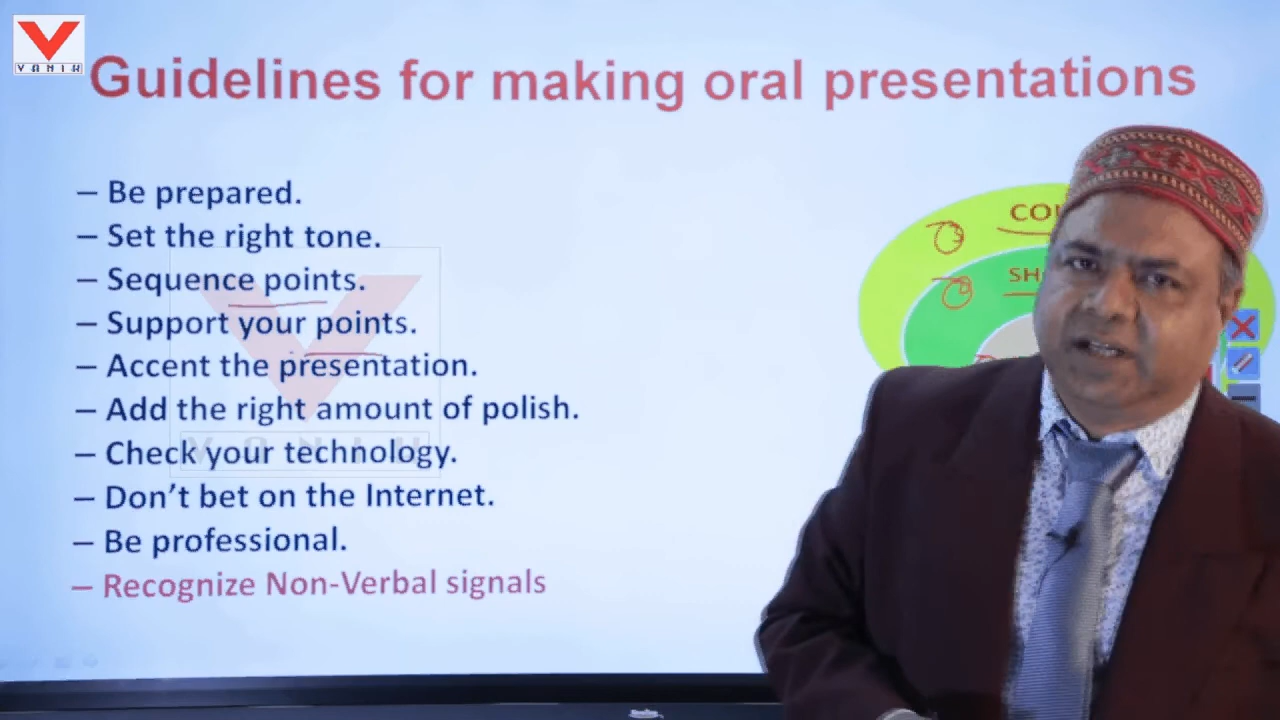 VANIK
Guidelines for making oral presentations
– Be prepared.
– Set the right tone.
– Sequence points.
– Support your points.
– Accent the presentation.
– Add the right amount of polish.
– Check your technology.
– Don’t bet on the Internet.
– Be professional.
– Recognize Non-Verbal signals
VANIK